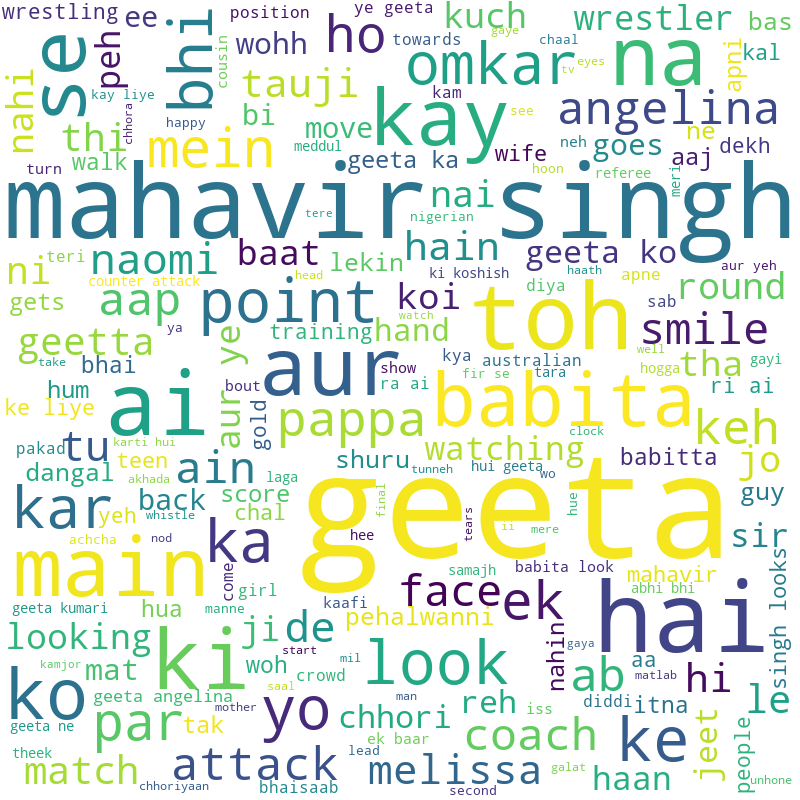 wrestling ee position ye geeta kuch wrestler bas
se peh bhi wohh ho towards chaal gaye na apni kal
cousin tauji omkar tv eyes
nahi kay liye chhora bi kam kay see angelina ne
thi happy move neh goes dekh
walk mein meddul geeta ka wife hoon referee aaj meri
turn
mahavir singh
tere nai nigerian
teri naomi baat hain geeta ko aur yeh
ni counter attack head lekin ki koshish haath apne
gets aap point koi diya sab round
ya watch toh
geetta training hand smile well
take bhai aur ye aur show kya australian hogga tha gayi
hum bout ra ai fir se tara ri ai
ke liye ai gold pappa babita clock keh
pakad tu karti hui watching babitta jo
dangal teen akhada ain shuru tunneh hui geeta wo
kar yeh back score laga geeta guy
whistle chal final hue
achcha nod ka hee tears ii mere sir
main come samajh babita look mahavir
girl face ek hai abhi bhi
geeta kumari hua manne kaafi pehalwanni
looking ki ji de nahin gaya singh looks
kamjor mat woh start mil look ab aa matlab hi
ko geeta angelina saal crowd man reh iss diddi itna le
geeta ne par tak mother yo chhori coach ke jeet people
theek ek baar
match attack lead melissa galat haan
chhoriyaan bhaisaab second unhone